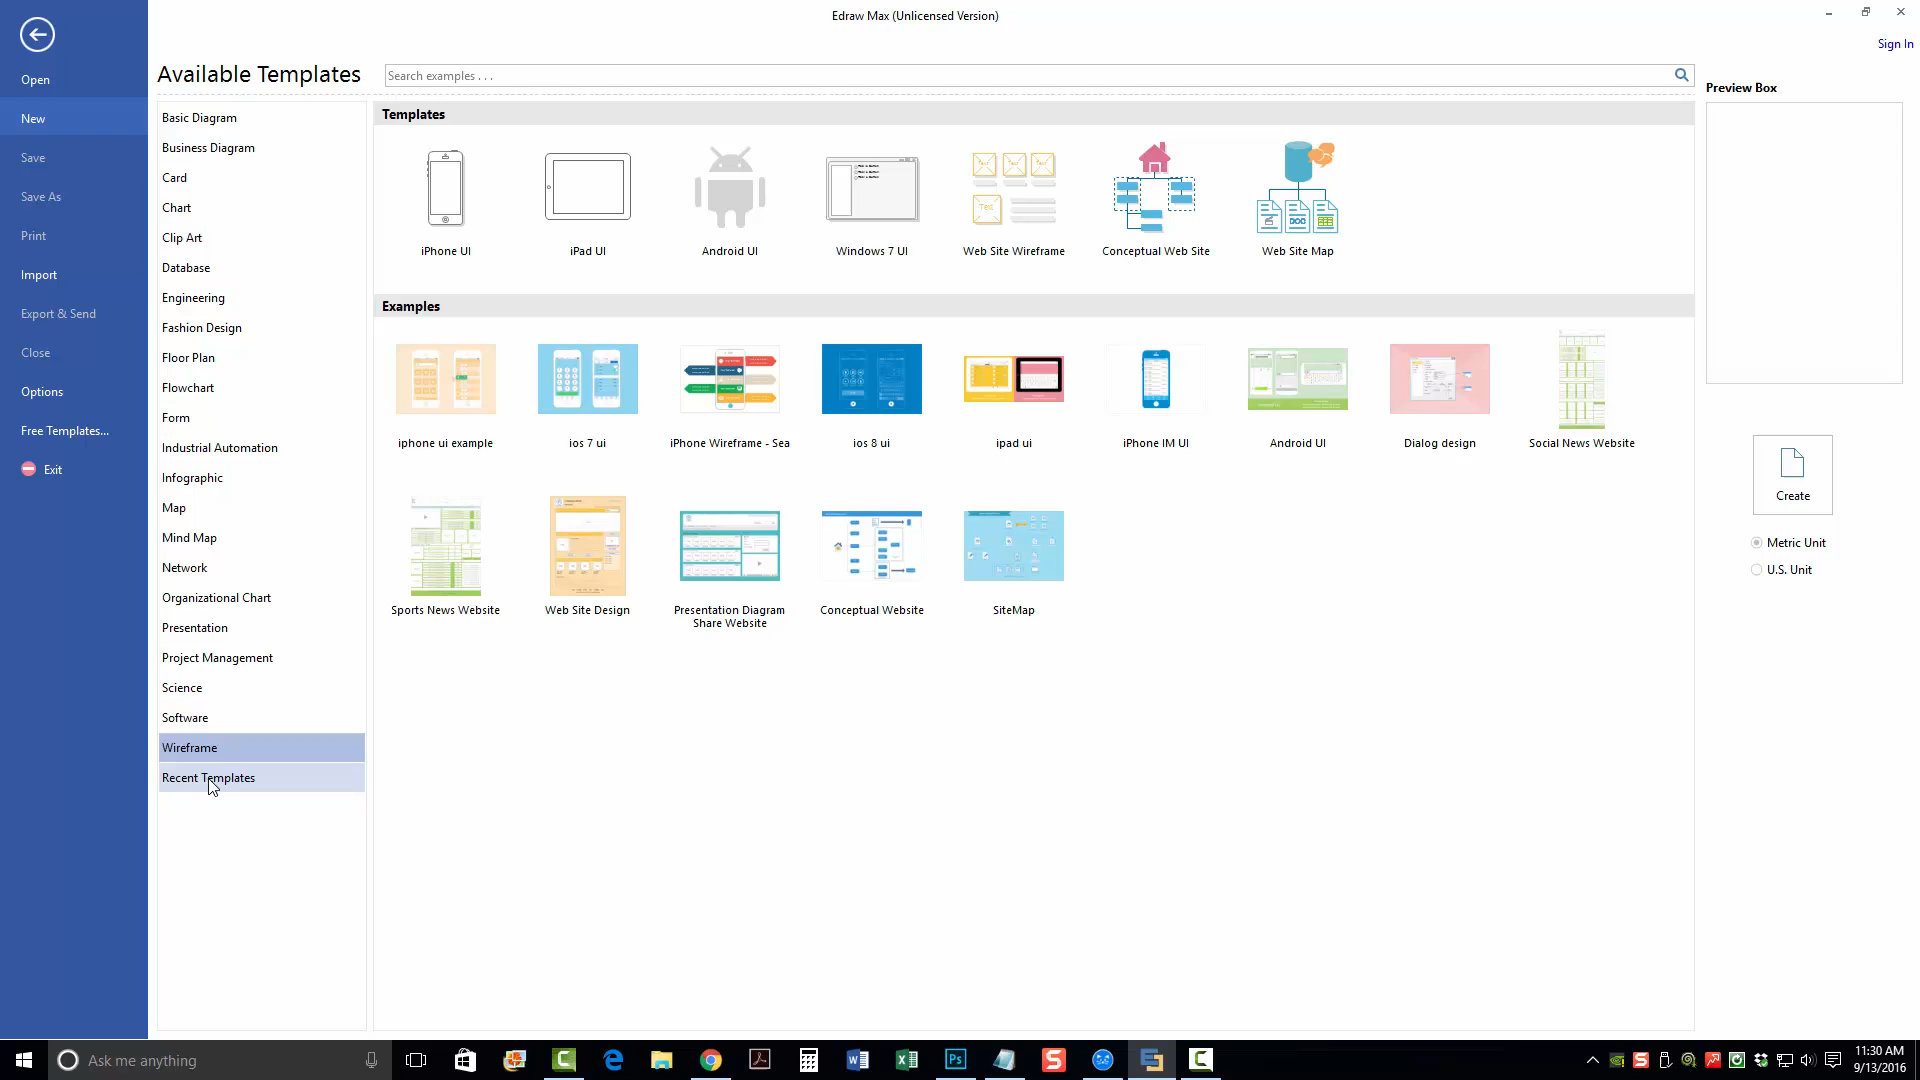 Edraw Max (Unlicensed Version)
Sign In
Open
New
Save
Save As
Print
Import
Export & Send
Close
Options
Free Templates...
Exit
Available Templates
Search examples . . .
Basic Diagram
Business Diagram
Card
Chart
Clip Art
Database
Engineering
Fashion Design
Floor Plan
Flowchart
Form
Industrial Automation
Infographic
Map
Mind Map
Network
Organizational Chart
Presentation
Project Management
Science
Software
Wireframe
Recent Templates
Templates
iPhone UI
iPad UI
Android UI
Windows 7 UI
Web Site Wireframe
Conceptual Web Site
Web Site Map
Examples
iphone ui example
ios 7 ui
iPhone Wireframe - Sea
ios 8 ui
ipad ui
iPhone IM UI
Android UI
Dialog design
Social News Website
Sports News Website
Web Site Design
Presentation Diagram
Share Website
Conceptual Website
SiteMap
Preview Box
Create
Metric Unit
U.S. Unit
Ask me anything
11:30 AM
9/13/2016